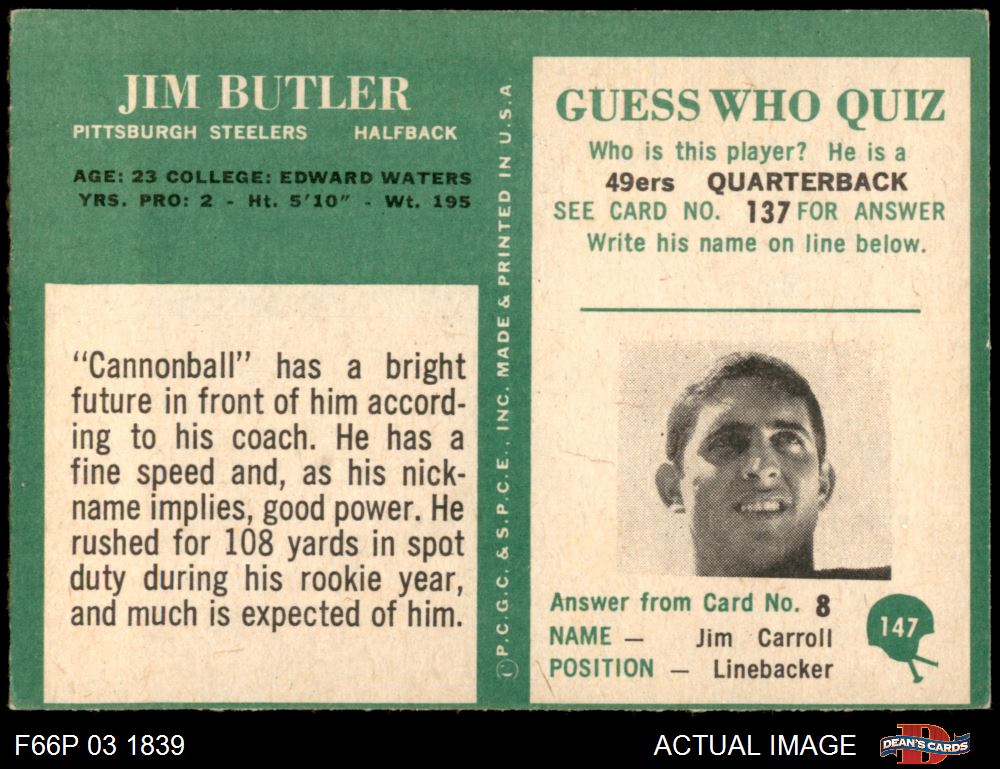 JIM BUTLER
PITTSBURGH STEELERS HALFBACK
AGE: 23 COLLEGE: EDWARD WATERS
YRS. PRO: 2 - Ht. 5'10" - Wt. 195
“Cannonball” has a bright
future in front of him accord-
ing to his coach. He has a
fine speed and, as his nick-
name implies, good power. He
rushed for 108 yards in spot
duty during his rookie year,
and much is expected of him.
Ⓒ P.C.G.C. & S.P.C.E., INC. MADE & PRINTED IN U.S.A.
GUESS WHO QUIZ
Who is this player? He is a
49ers QUARTERBACK
SEE CARD NO. 137 FOR ANSWER
Write his name on line below.
Answer from Card No. 8
NAME — Jim Carroll
POSITION — Linebacker
147
F66P 03 1839
ACTUAL IMAGE
DEAN'S CARDS